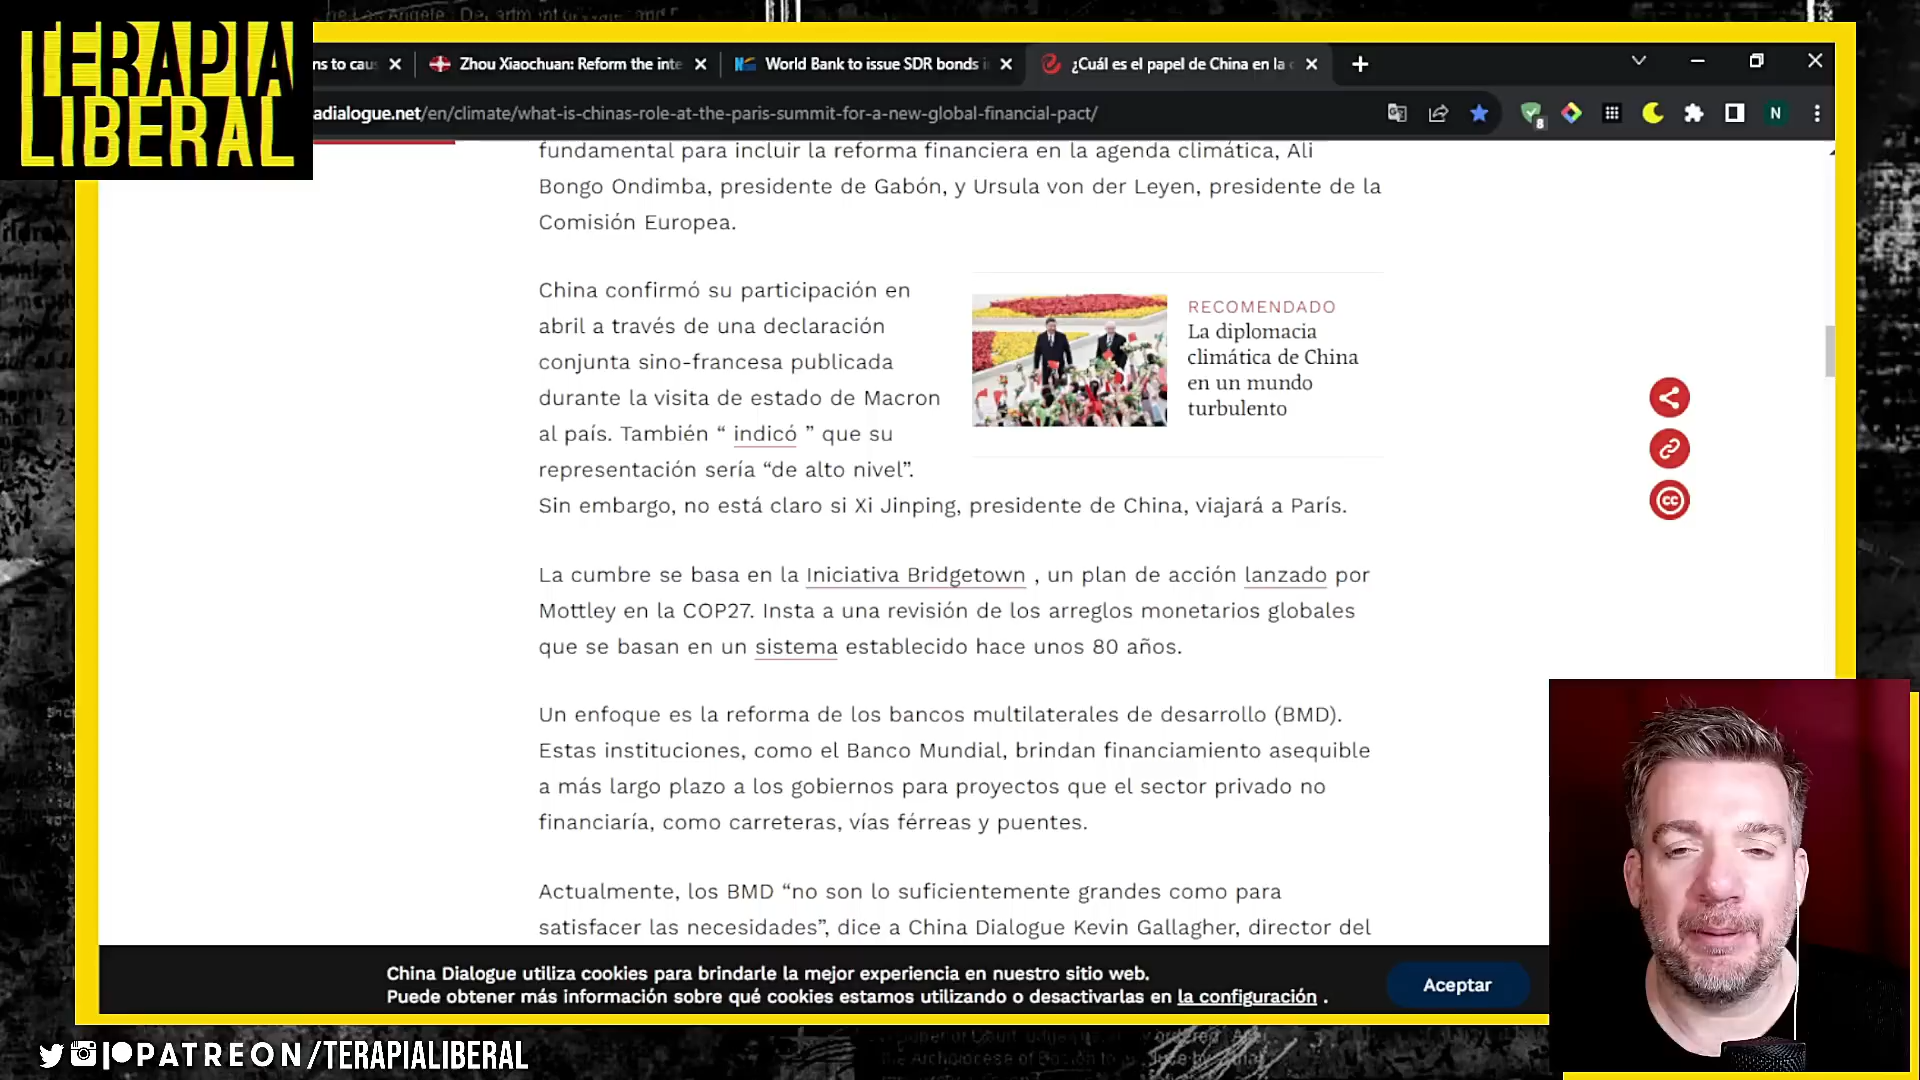 TERAPIA
LIBERAL
ns to cau
Zhou Xiaochuan: Reform the inte
World Bank to issue SDR bonds i
¿Cuál es el papel de China en la c
adialogue.net/en/climate/what-is-chinas-role-at-the-paris-summit-for-a-new-global-financial-pact/
8
N
fundamental para incluir la reforma financiera en la agenda climática, Ali
Bongo Ondimba, presidente de Gabón, y Ursula von der Leyen, presidente de la
Comisión Europea.
China confirmó su participación en
abril a través de una declaración
conjunta sino-francesa publicada
durante la visita de estado de Macron
al país. También “ indicó ” que su
representación sería “de alto nivel”.
Sin embargo, no está claro si Xi Jinping, presidente de China, viajará a París.
RECOMENDADO
La diplomacia
climática de China
en un mundo
turbulento
cc
La cumbre se basa en la Iniciativa Bridgetown , un plan de acción lanzado por
Mottley en la COP27. Insta a una revisión de los arreglos monetarios globales
que se basan en un sistema establecido hace unos 80 años.
Un enfoque es la reforma de los bancos multilaterales de desarrollo (BMD).
Estas instituciones, como el Banco Mundial, brindan financiamiento asequible
a más largo plazo a los gobiernos para proyectos que el sector privado no
financiaría, como carreteras, vías férreas y puentes.
Actualmente, los BMD “no son lo suficientemente grandes como para
satisfacer las necesidades”, dice a China Dialogue Kevin Gallagher, director del
China Dialogue utiliza cookies para brindarle la mejor experiencia en nuestro sitio web.
Puede obtener más información sobre qué cookies estamos utilizando o desactivarlas en la configuración .
Aceptar
PATREON/TERAPIALIBERAL